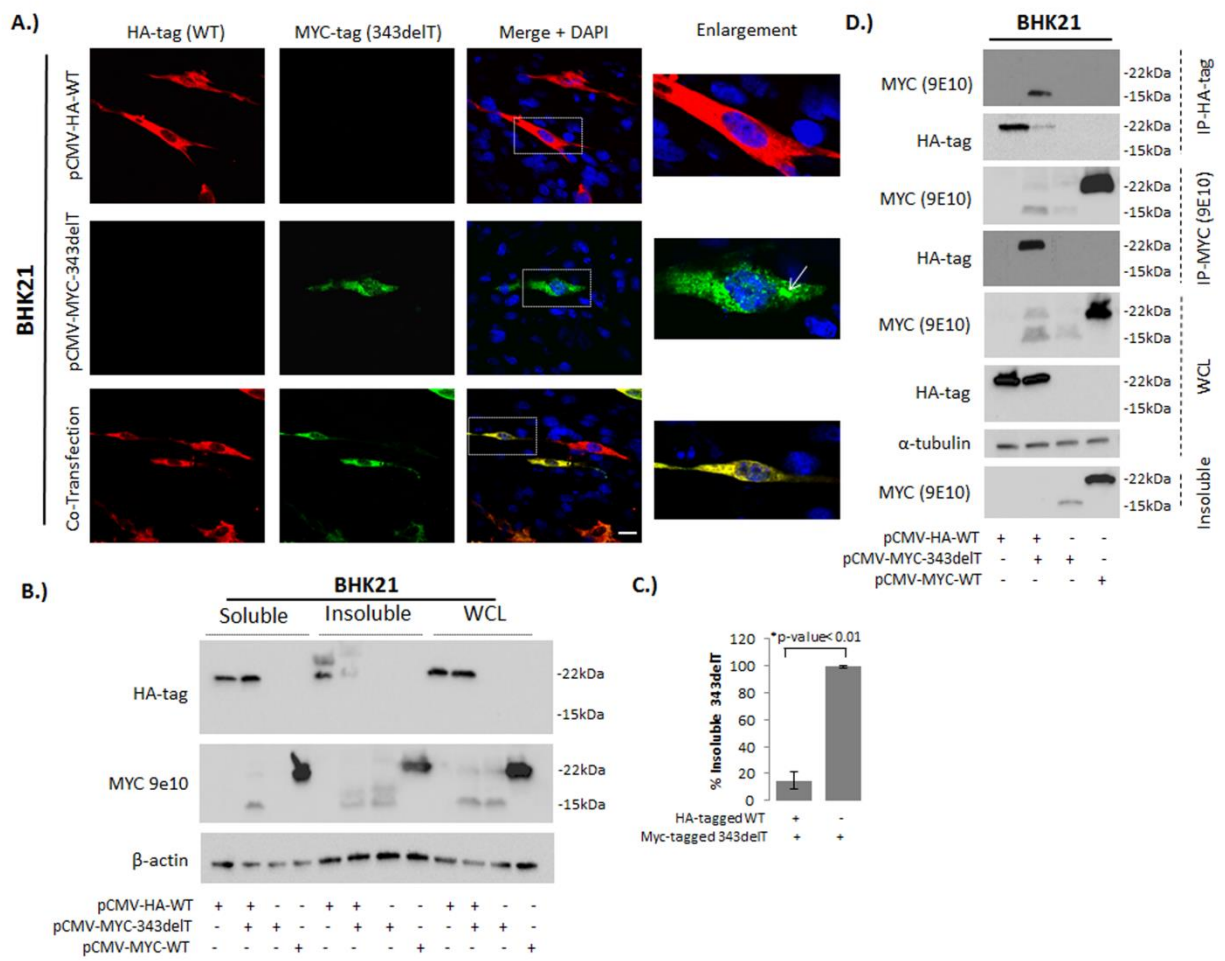 A.)
HA-tag (WT) MYC-tag (343delT) Merge + DAPI Enlargement
BHK21
pCMV-HA-WT
pCMV-MYC-343delT
Co-Transfection
B.)
BHK21
Soluble Insoluble WCL
HA-tag
-22kDa
-15kDa
MYC 9e10
-22kDa
-15kDa
β-actin
pCMV-HA-WT + + - - + + - - + + - -
pCMV-MYC-343delT - + + - - + + - - + + -
pCMV-MYC-WT - - - + - - - + - - - +
C.)
*p-value< 0.01
% Insoluble 343delT
120
100
80
60
40
20
0
HA-tagged WT + -
Myc-tagged 343delT + +
D.)
BHK21
MYC (9E10) -22kDa
-15kDa
HA-tag -22kDa
-15kDa
IP-HA-tag
MYC (9E10) -22kDa
-15kDa
HA-tag -22kDa
-15kDa
IP-MYC (9E10)
MYC (9E10) -22kDa
-15kDa
HA-tag -22kDa
-15kDa
α-tubulin
WCL
MYC (9E10) -22kDa
-15kDa
Insoluble
pCMV-HA-WT + + - -
pCMV-MYC-343delT - + + -
pCMV-MYC-WT - - - +